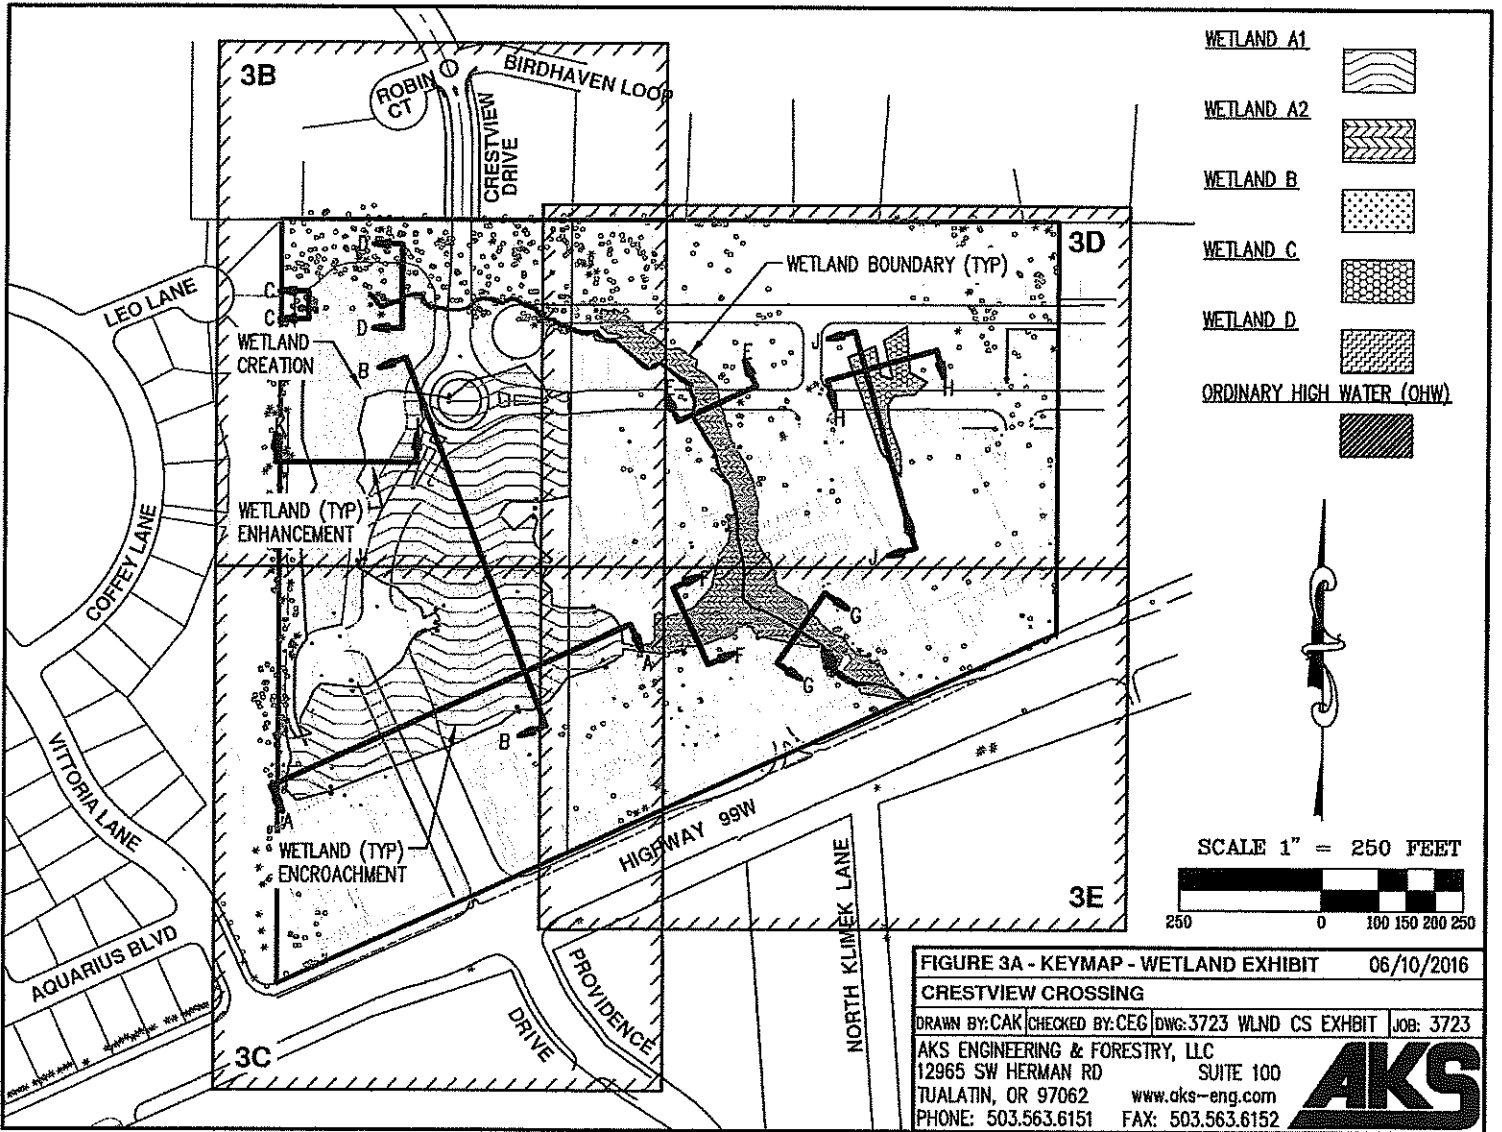 3B
ROBIN
CT
BIRDHAVEN LOOP
CRESTVIEW
DRIVE
3D
WETLAND BOUNDARY (TYP)
LEO LANE
WETLAND
CREATION
C
C
D
D
B
E
J
H
H
WETLAND (TYP)
ENHANCEMENT
COFFEY LANE
J
F
F
G
G
A
B
VITTORIA LANE
A
WETLAND (TYP)
ENCROACHMENT
HIGHWAY 99W
AQUARIUS BLVD
3C
DRIVE
PROVIDENCE
NORTH KLIMEK LANE
3E
WETLAND A1
WETLAND A2
WETLAND B
WETLAND C
WETLAND D
ORDINARY HIGH WATER (OHW)
SCALE 1" = 250 FEET
250 0 100 150 200 250
FIGURE 3A - KEYMAP - WETLAND EXHIBIT 06/10/2016
CRESTVIEW CROSSING
DRAWN BY: CAK CHECKED BY: CEG DWG: 3723 WLND CS EXHBIT JOB: 3723
AKS ENGINEERING & FORESTRY, LLC
12965 SW HERMAN RD SUITE 100
TUALATIN, OR 97062 www.aks-eng.com
PHONE: 503.563.6151 FAX: 503.563.6152
AKS